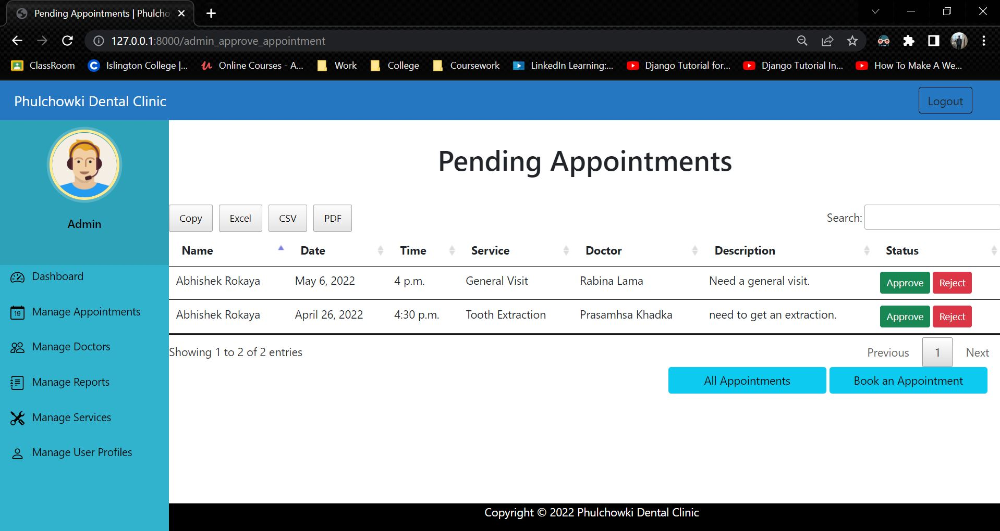 Pending Appointments | Phulcho
127.0.0.1:8000/admin_approve_appointment
ClassRoom Islington College |... Online Courses - A... Work College Coursework LinkedIn Learning:... Django Tutorial for... Django Tutorial In... How To Make A We...
Phulchowki Dental Clinic Logout
Admin
Dashboard
19 Manage Appointments
Manage Doctors
Manage Reports
Manage Services
Manage User Profiles
Pending Appointments
Copy Excel CSV PDF Search:
Name Date Time Service Doctor Description Status
Abhishek Rokaya May 6, 2022 4 p.m. General Visit Rabina Lama Need a general visit. Approve Reject
Abhishek Rokaya April 26, 2022 4:30 p.m. Tooth Extraction Prasamhsa Khadka need to get an extraction. Approve Reject
Showing 1 to 2 of 2 entries Previous 1 Next
All Appointments Book an Appointment
Copyright © 2022 Phulchowki Dental Clinic